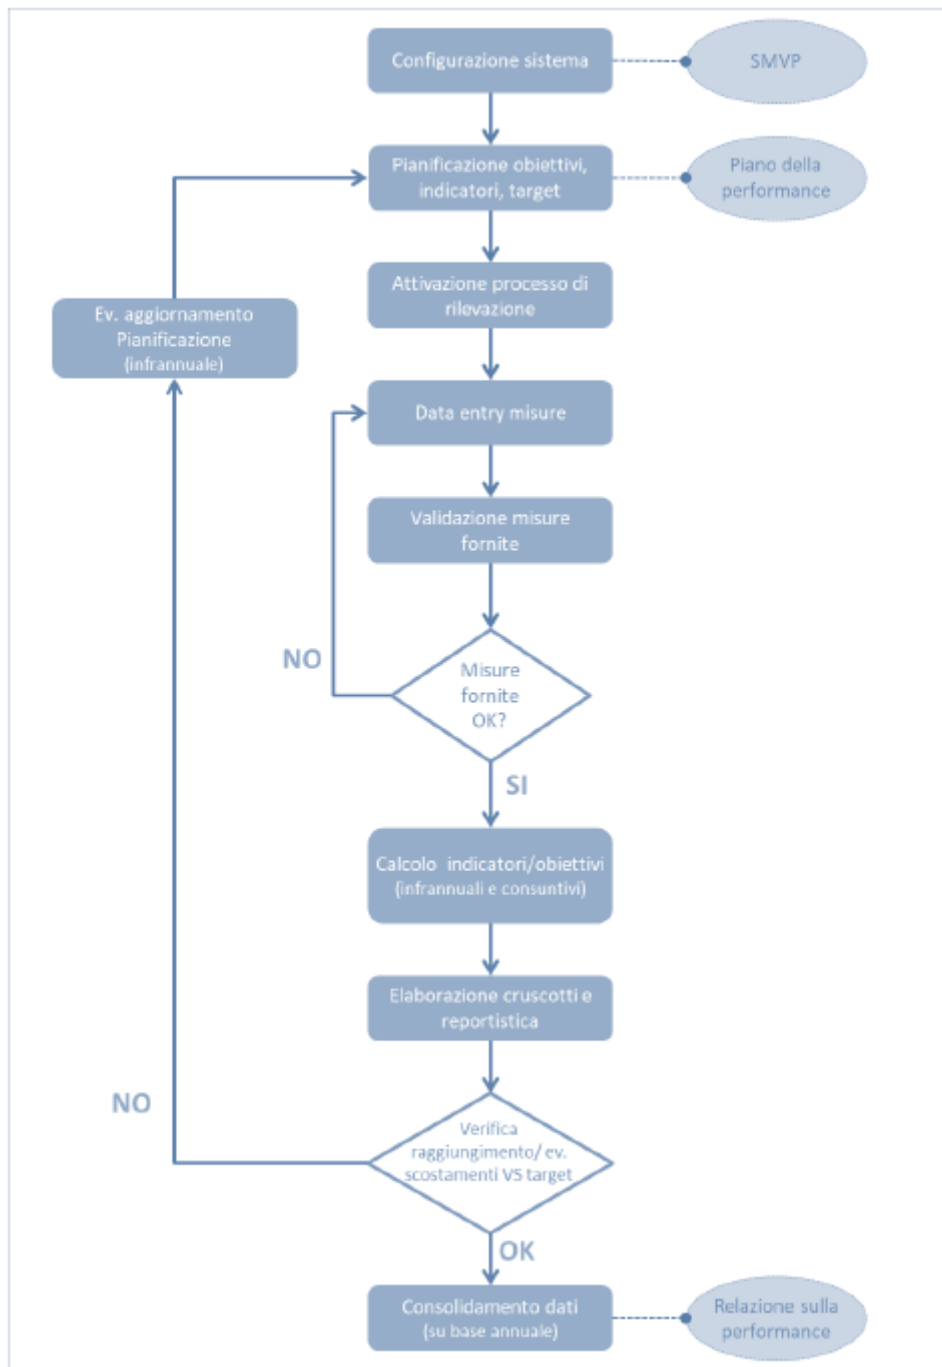 Configurazione sistema
SMVP
Pianificazione obiettivi,
indicatori, target
Piano della
performance
Attivazione processo di
rilevazione
Ev. aggiornamento
Pianificazione
(infrannuale)
Data entry misure
Validazione misure
fornite
NO
Misure
fornite
OK?
SI
Calcolo indicatori/obiettivi
(infrannuali e consuntivi)
Elaborazione cruscotti e
reportistica
NO
Verifica
raggiungimento/ ev.
scostamenti VS target
OK
Consolidamento dati
(su base annuale)
Relazione sulla
performance